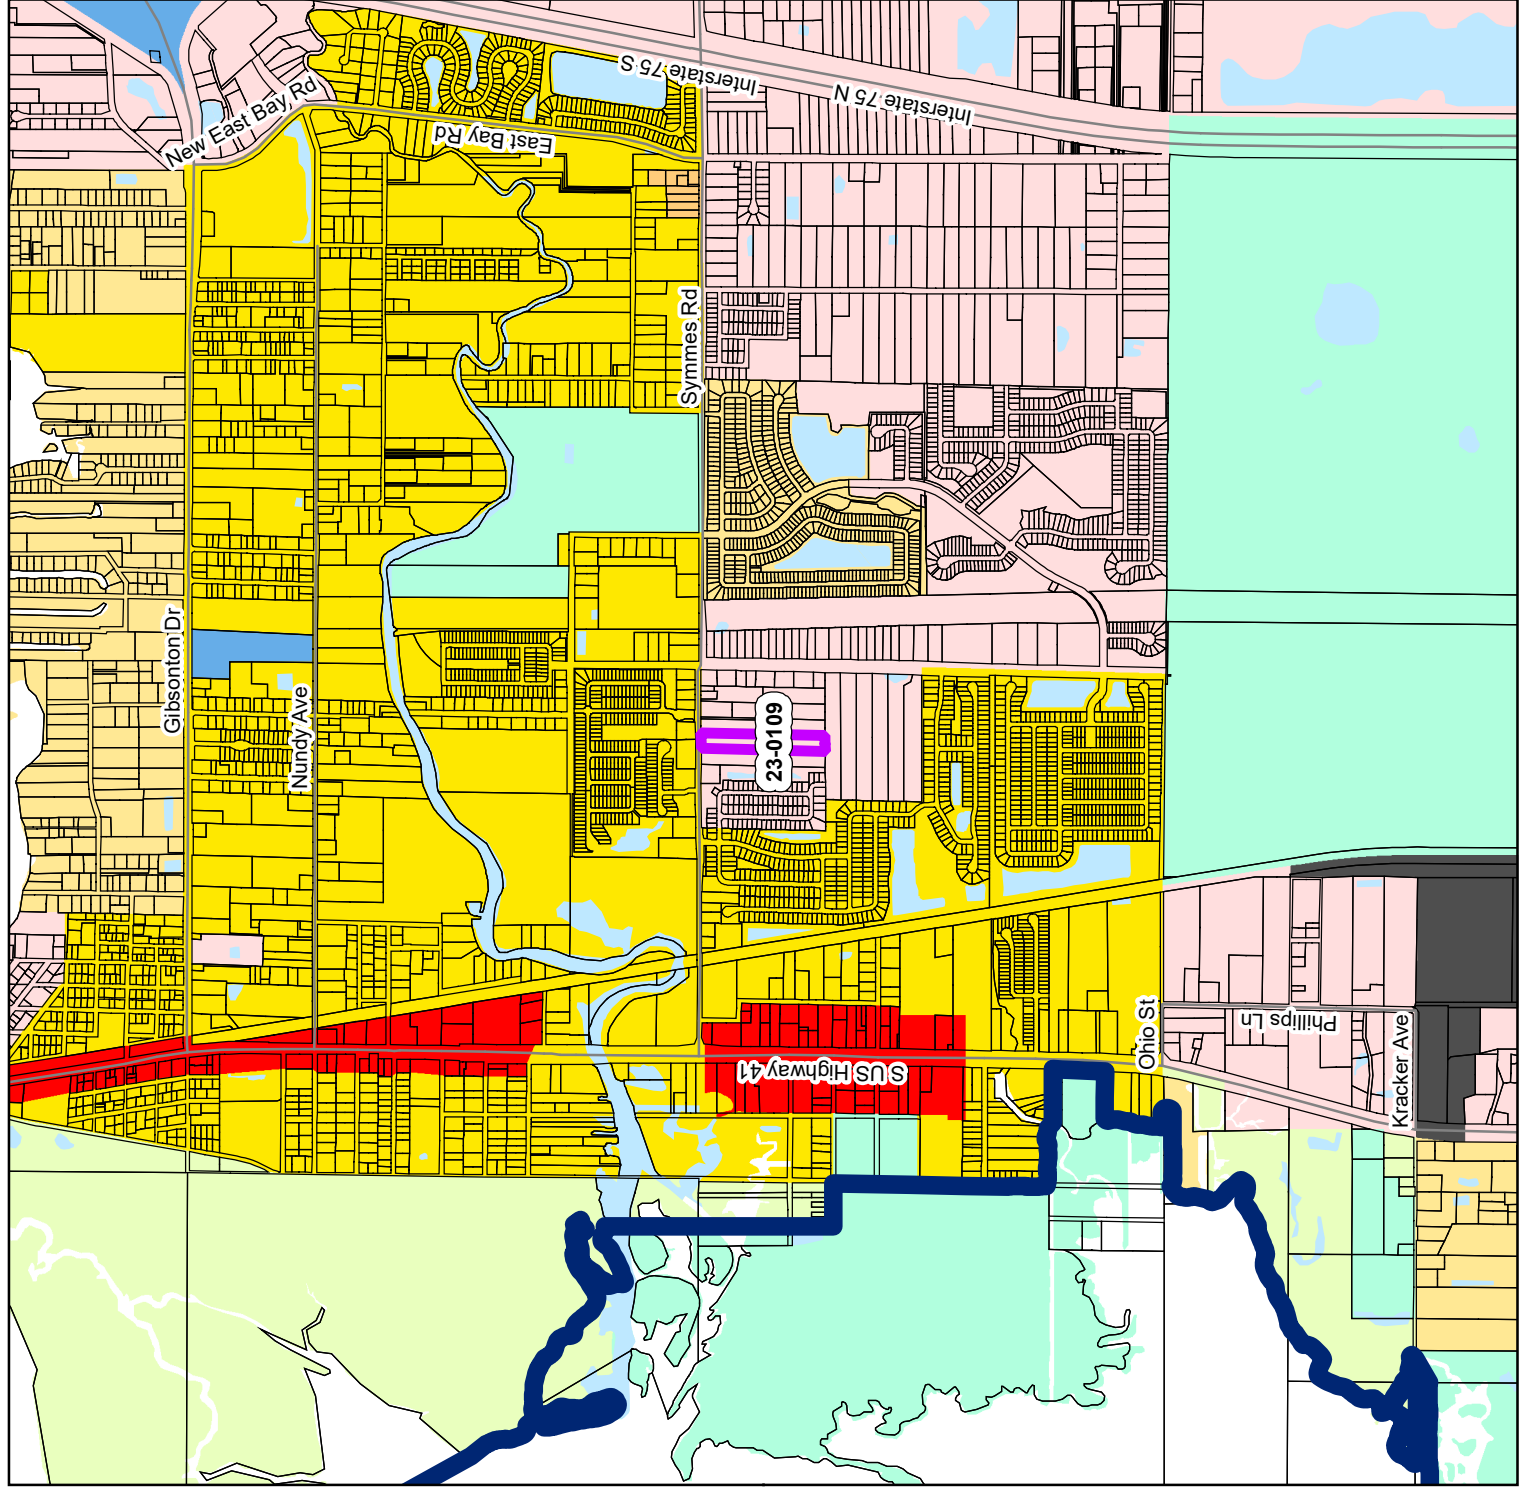 New East Bay Rd
East Bay Rd
Interstate 75 S
Interstate 75 N
Symmes Rd
Gibsonton Dr
Nundy Ave
23-0109
S US Highway 41
Ohio St
Phillips Ln
Kracker Ave